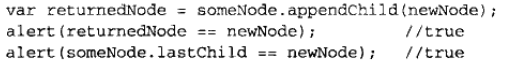 var returnedNode = someNode.appendChild(newNode);
alert(returnedNode == newNode);         //true
alert(someNode.lastChild == newNode);   //true